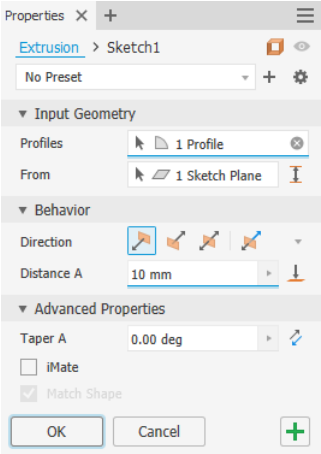 Properties
Extrusion > Sketch1
No Preset
Input Geometry
Profiles 1 Profile
From 1 Sketch Plane
Behavior
Direction
Distance A 10 mm
Advanced Properties
Taper A 0.00 deg
iMate
Match Shape
OK Cancel